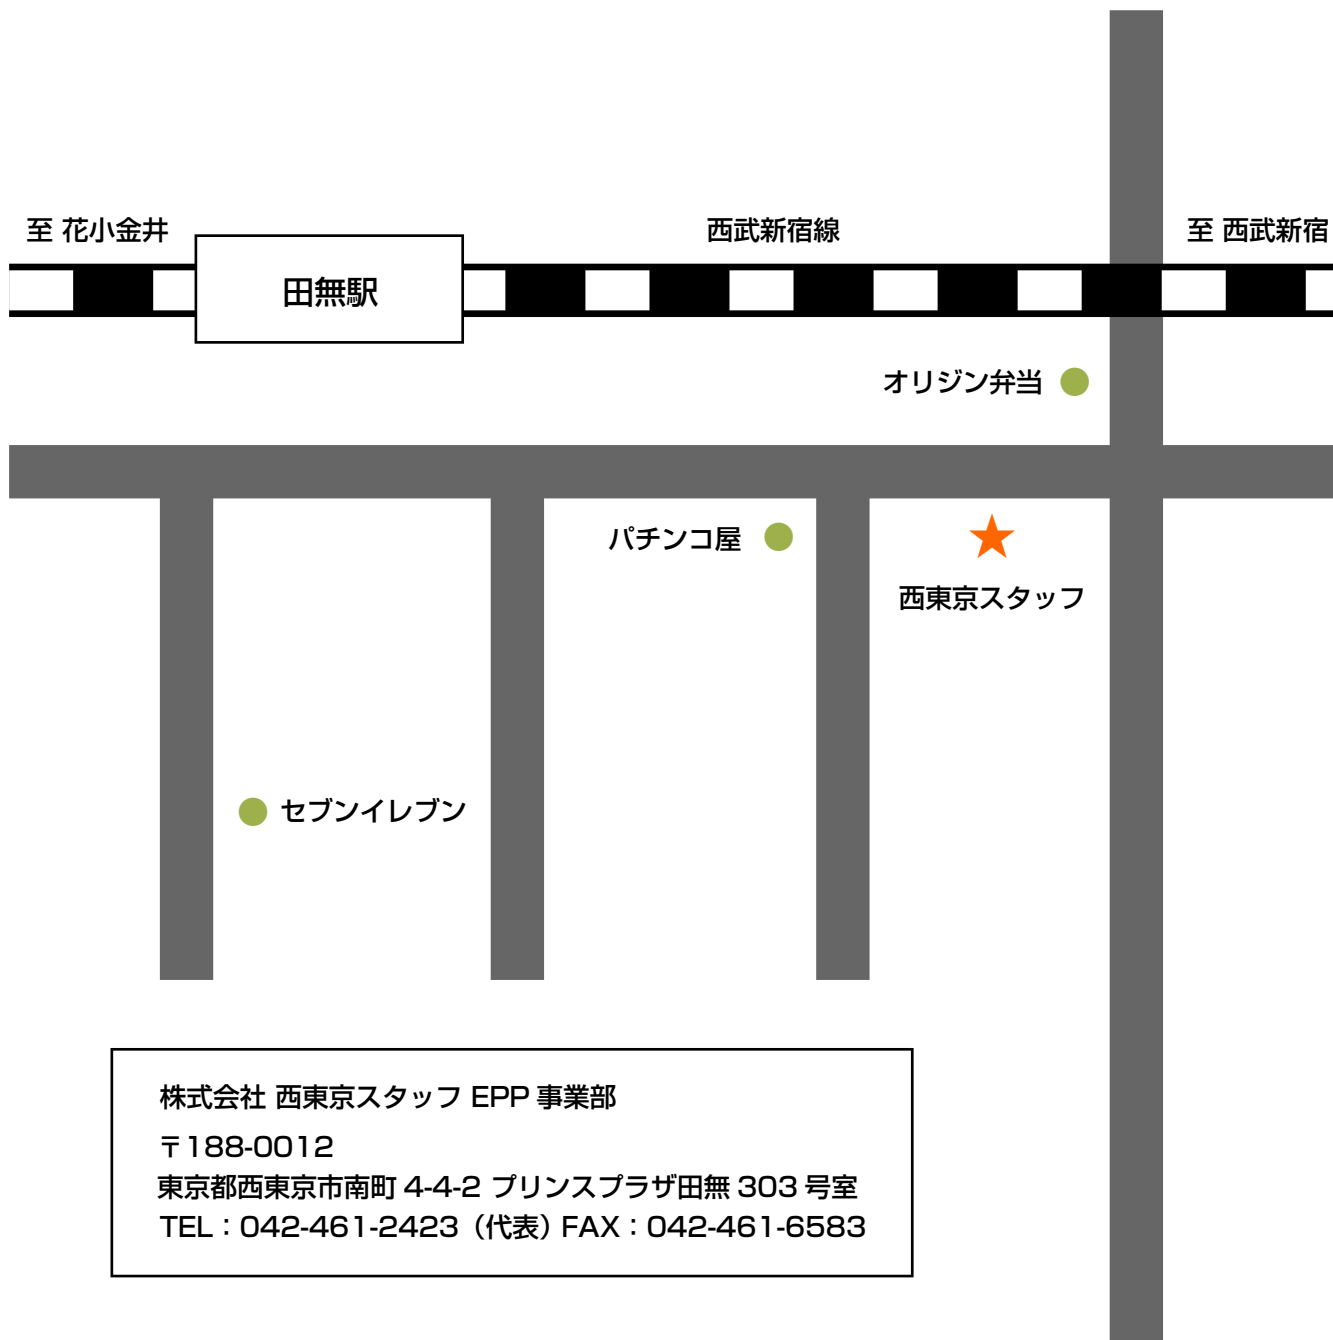 至 花小金井
西武新宿線
至 西武新宿
田無駅
オリジン弁当
パチンコ屋
西東京スタッフ
セブンイレブン
株式会社 西東京スタッフ EPP 事業部
〒188-0012
東京都西東京市南町 4-4-2 プリンスプラザ田無 303 号室
TEL：042-461-2423（代表）FAX：042-461-6583